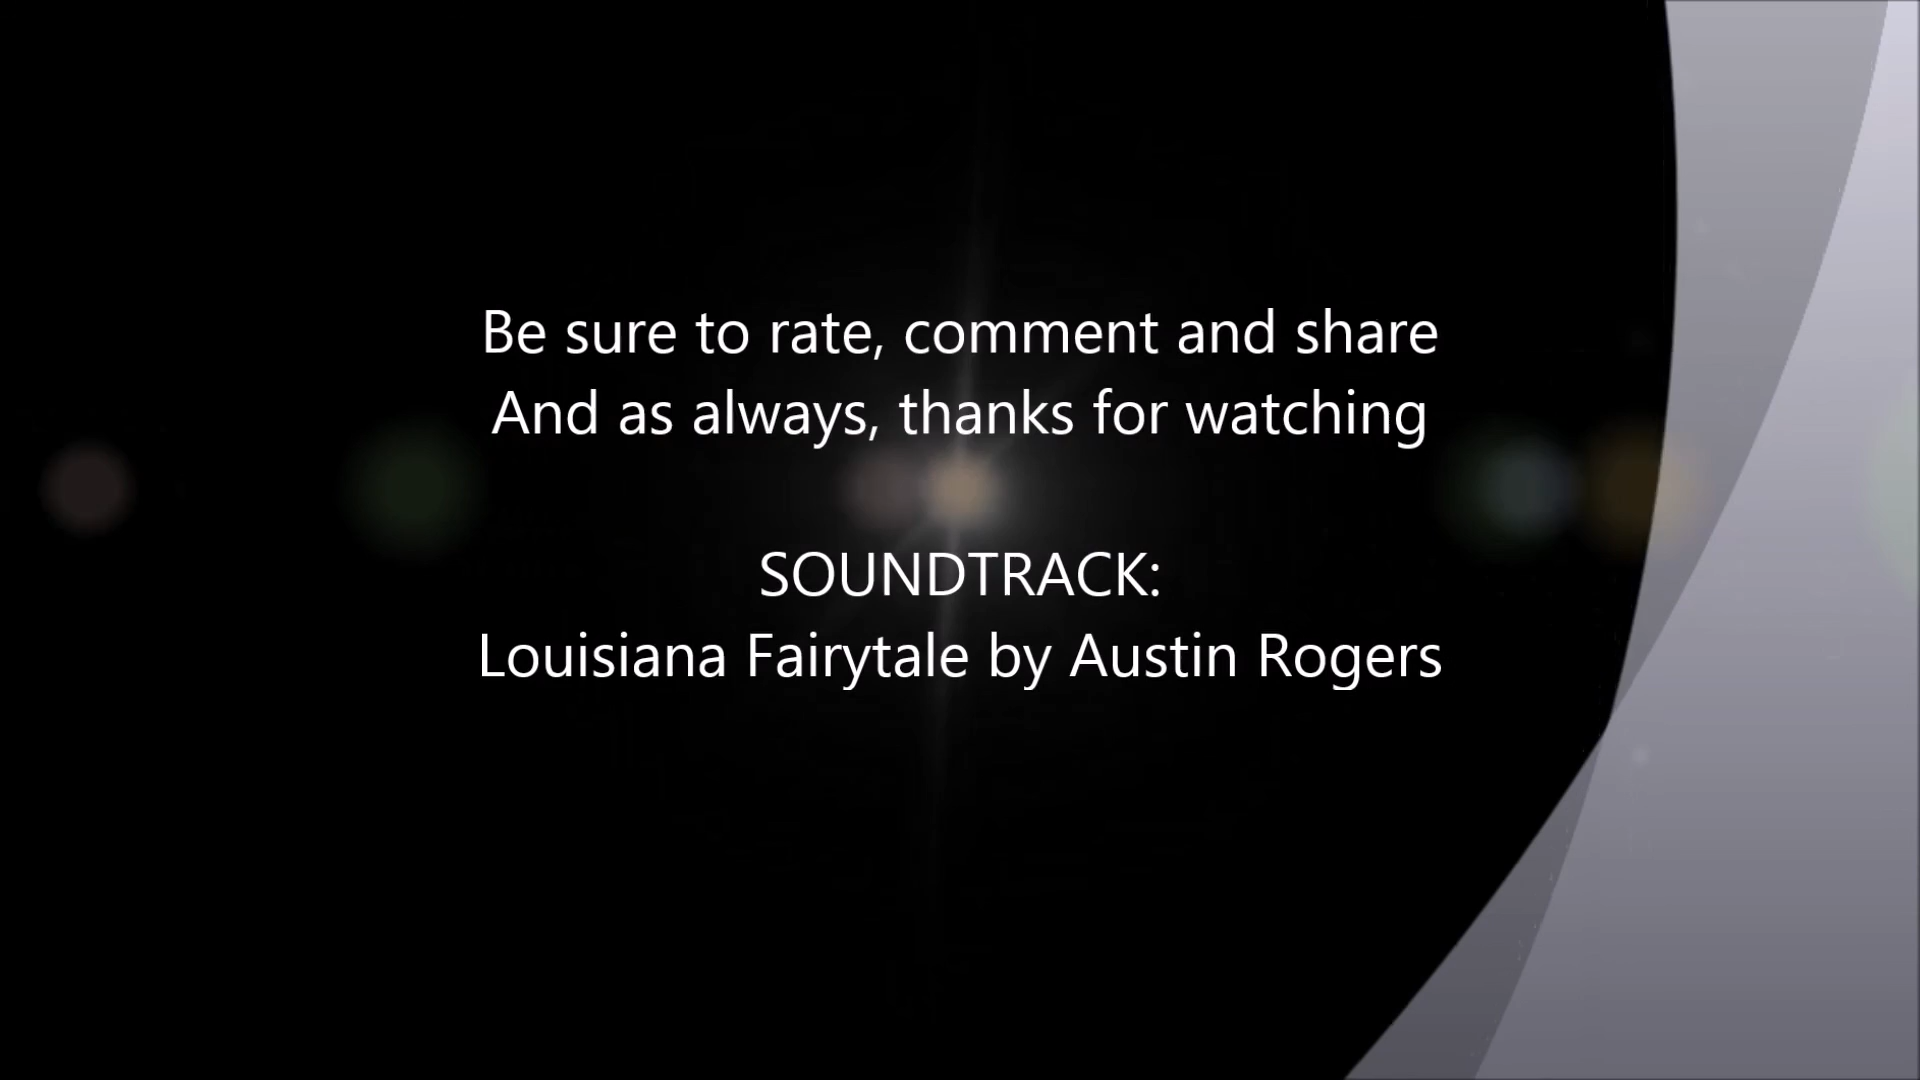 Be sure to rate, comment and share
And as always, thanks for watching
SOUNDTRACK:
Louisiana Fairytale by Austin Rogers